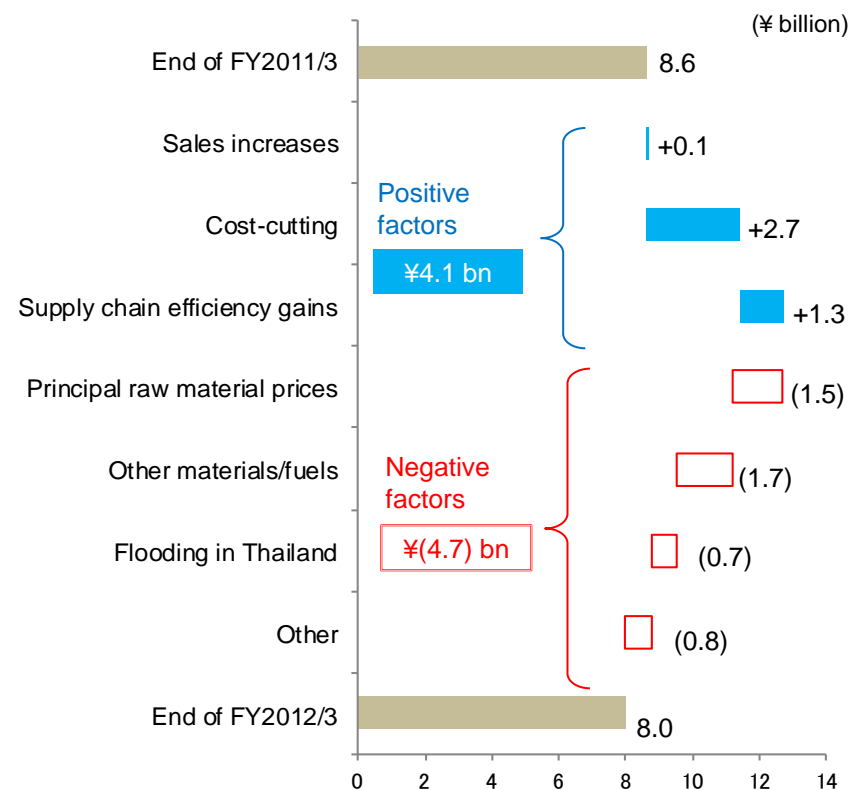 (¥ billion)
End of FY2011/3
8.6
Sales increases
+0.1
Positive
factors
¥4.1 bn
Cost-cutting
+2.7
Supply chain efficiency gains
+1.3
Principal raw material prices
(1.5)
Negative
factors
¥(4.7) bn
Other materials/fuels
(1.7)
Flooding in Thailand
(0.7)
Other
(0.8)
End of FY2012/3
8.0
0 2 4 6 8 10 12 14